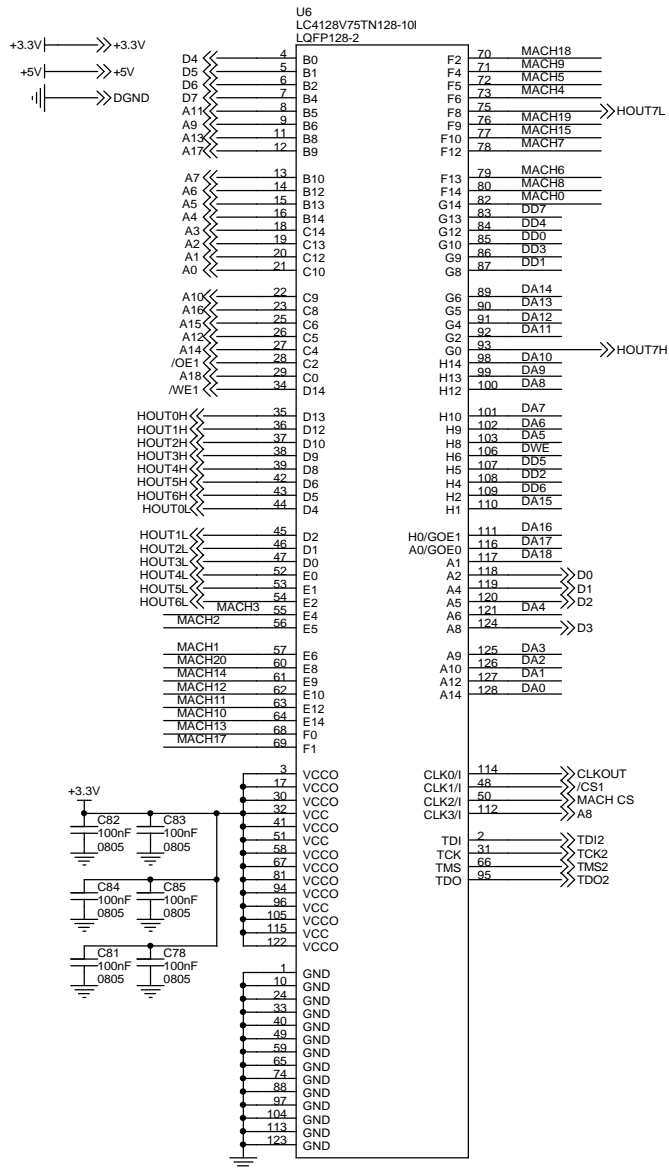 U6
LC4128V75TN128-10I
LQFP128-2
+3.3V +3.3V
+5V +5V
DGND
D4 4 B0
D5 5 B1
D6 6 B2
D7 7 B4
A11 8 B5
A9 9 B6
A13 11 B8
A17 12 B9
A7 13 B10
A6 14 B12
A5 15 B13
A4 16 B14
A3 18 C14
A2 19 C13
A1 20 C12
A0 21 C10
A10 22 C9
A16 23 C8
A15 25 C6
A12 26 C5
A14 27 C4
/OE1 28 C2
A18 29 C0
/WE1 34 D14
HOUT0H 35 D13
HOUT1H 36 D12
HOUT2H 37 D10
HOUT3H 38 D9
HOUT4H 39 D8
HOUT5H 42 D6
HOUT6H 43 D5
HOUT0L 44 D4
HOUT1L 45 D2
HOUT2L 46 D1
HOUT3L 47 D0
HOUT4L 52 E0
HOUT5L 53 E1
HOUT6L 54 E2
MACH3 55 E4
MACH2 56 E5
MACH1 57 E6
MACH20 60 E8
MACH14 61 E9
MACH12 62 E10
MACH11 63 E12
MACH10 64 E14
MACH13 68 F0
MACH17 69 F1
3 VCCO
17 VCCO
30 VCCO
32 VCC
41 VCCO
51 VCC
58 VCCO
67 VCCO
81 VCCO
94 VCCO
96 VCC
105 VCCO
115 VCC
122 VCCO
+3.3V
C82 C83
100nF 100nF
0805 0805
C84 C85
100nF 100nF
0805 0805
C81 C78
100nF 100nF
0805 0805
1 GND
10 GND
24 GND
33 GND
40 GND
49 GND
59 GND
65 GND
74 GND
88 GND
97 GND
104 GND
113 GND
123 GND
F2 70 MACH18
F4 71 MACH9
F5 72 MACH5
F6 73 MACH4
F8 75 HOUT7L
F9 76 MACH19
F10 77 MACH15
F12 78 MACH7
F13 79 MACH6
F14 80 MACH8
G14 82 MACH0
G13 83 DD7
G12 84 DD4
G10 85 DD0
G9 86 DD3
G8 87 DD1
G6 89 DA14
G5 90 DA13
G4 91 DA12
G2 92 DA11
G0 93 HOUT7H
H14 98 DA10
H13 99 DA9
H12 100 DA8
H10 101 DA7
H9 102 DA6
H8 103 DA5
H6 106 DWE
H5 107 DD5
H4 108 DD2
H2 109 DD6
H1 110 DA15
H0/GOE1 111 DA16
A0/GOE0 116 DA17
A1 117 DA18
A2 118 D0
A4 119 D1
A5 120 D2
A6 121 DA4
A8 124 D3
A9 125 DA3
A10 126 DA2
A12 127 DA1
A14 128 DA0
CLK0/I 114 CLKOUT
CLK1/I 48 /CS1
CLK2/I 50 MACH CS
CLK3/I 112 A8
TDI 2 TDI2
TCK 31 TCK2
TMS 66 TMS2
TDO 95 TDO2